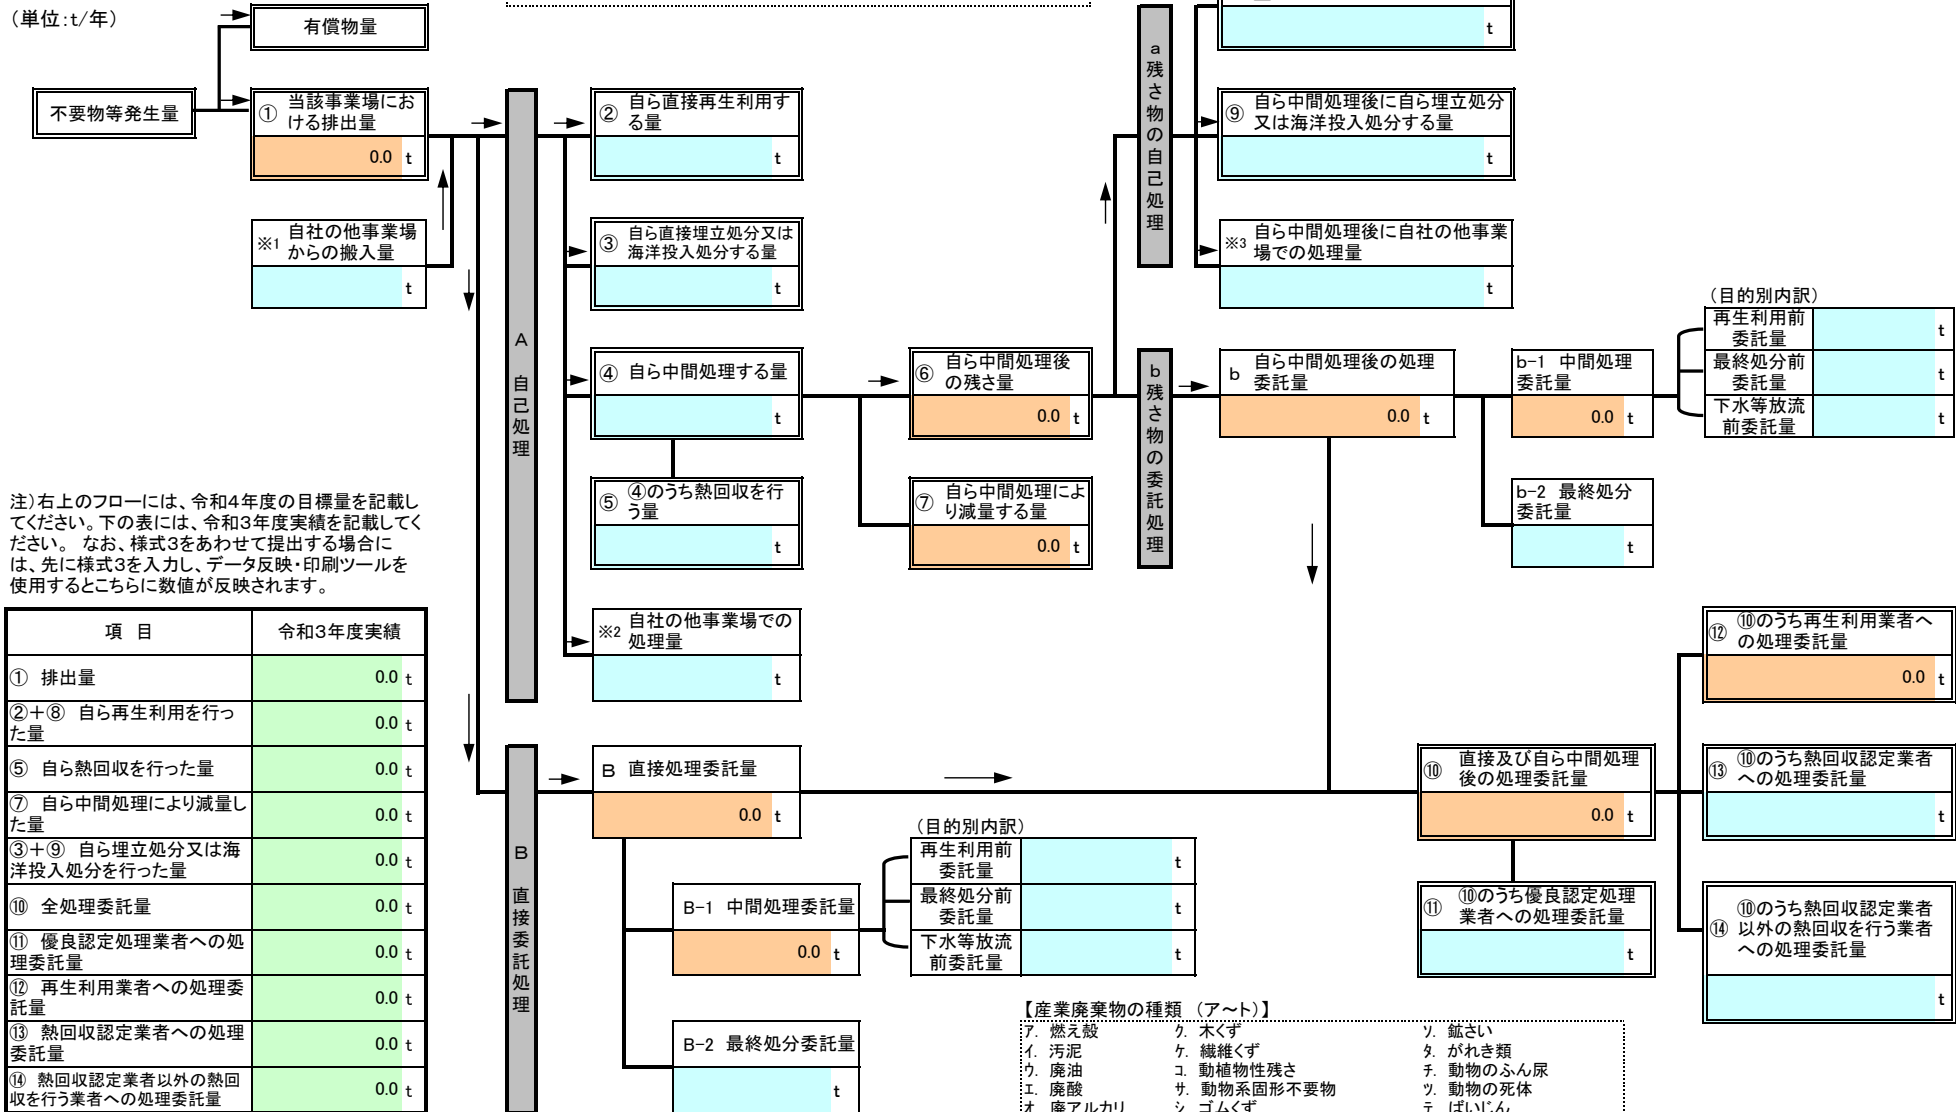 （単位：t/年）
有償物量
不要物等発生量
① 当該事業場にお
ける排出量
0.0 t
※1 自社の他事業場
からの搬入量
t
A 自己処理
② 自ら直接再生利用す
る量
t
③ 自ら直接埋立処分又は
海洋投入処分する量
t
④ 自ら中間処理する量
t
⑤ ④のうち熱回収を行
う量
t
※2 自社の他事業場での
処理量
t
⑥ 自ら中間処理後
の残さ量
0.0 t
⑦ 自ら中間処理によ
り減量する量
0.0 t
a 残さ物の自己処理
t
⑨ 自ら中間処理後に自ら埋立処分
又は海洋投入処分する量
t
※3 自ら中間処理後に自社の他事業
場での処理量
t
b 残さ物の委託処理
b 自ら中間処理後の処理
委託量
0.0 t
b-1 中間処理
委託量
0.0 t
（目的別内訳）
再生利用前
委託量
t
最終処分前
委託量
t
下水等放流
前委託量
t
b-2 最終処分
委託量
t
注）右上のフローには、令和4年度の目標量を記載し
てください。下の表には、令和3年度実績を記載してく
ださい。 なお、様式3をあわせて提出する場合に
は、先に様式3を入力し、データ反映・印刷ツールを
使用するとこちらに数値が反映されます。
項 目 令和3年度実績
① 排出量 0.0 t
②＋⑧ 自ら再生利用を行っ
た量 0.0 t
⑤ 自ら熱回収を行った量 0.0 t
⑦ 自ら中間処理により減量し
た量 0.0 t
③＋⑨ 自ら埋立処分又は海
洋投入処分を行った量 0.0 t
⑩ 全処理委託量 0.0 t
⑪ 優良認定処理業者への処
理委託量 0.0 t
⑫ 再生利用業者への処理委
託量 0.0 t
⑬ 熱回収認定業者への処理
委託量 0.0 t
⑭ 熱回収認定業者以外の熱回
収を行う業者への処理委託量 0.0 t
B 直接委託処理
B 直接処理委託量
0.0 t
B-1 中間処理委託量
0.0 t
（目的別内訳）
再生利用前
委託量
t
最終処分前
委託量
t
下水等放流
前委託量
t
B-2 最終処分委託量
t
⑩ 直接及び自ら中間処理
後の処理委託量
0.0 t
⑪ ⑩のうち優良認定処理
業者への処理委託量
t
⑫ ⑩のうち再生利用業者へ
の処理委託量
0.0 t
⑬ ⑩のうち熱回収認定業者
への処理委託量
t
⑭ ⑩のうち熱回収認定業者
以外の熱回収を行う業者
への処理委託量
t
【産業廃棄物の種類 （ア～ト）】
ア. 燃え殻 ク. 木くず ソ. 鉱さい
イ. 汚泥 ケ. 繊維くず タ. がれき類
ウ. 廃油 コ. 動植物性残さ チ. 動物のふん尿
エ. 廃酸 サ. 動物系固形不要物 ツ. 動物の死体
オ. 廃アルカリ シ. ゴムくず テ. ばいじん